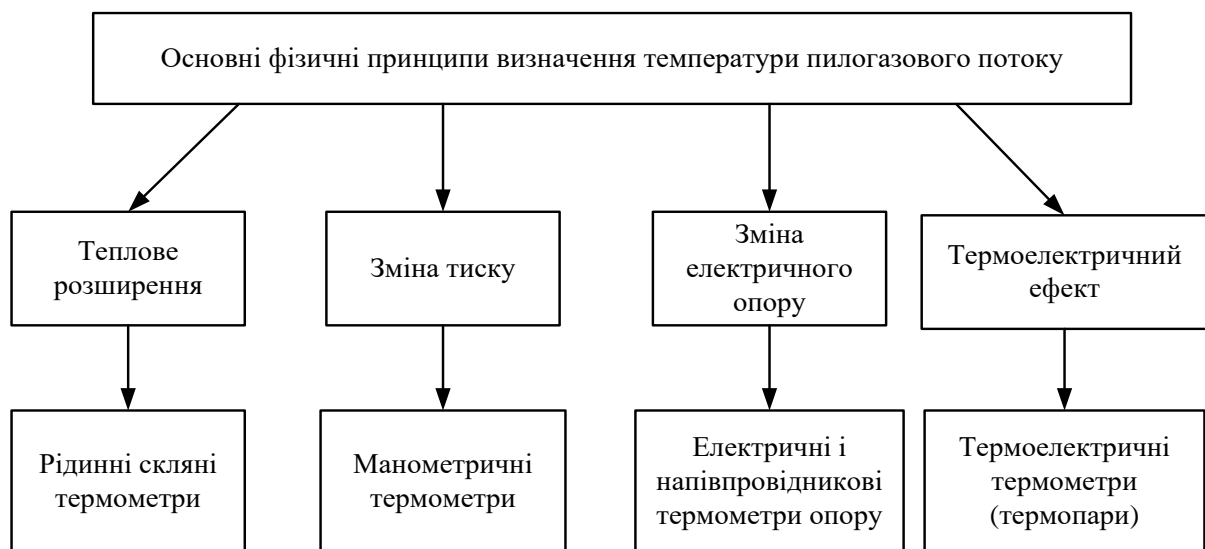 Основні фізичні принципи визначення температури пилогазового потоку
Теплове
розширення
Зміна тиску
Зміна
електричного
опору
Термоелектричний
ефект
Рідинні скляні
термометри
Манометричні
термометри
Електричні і
напівпровідникові
термометри опору
Термоелектричні
термометри
(термопари)